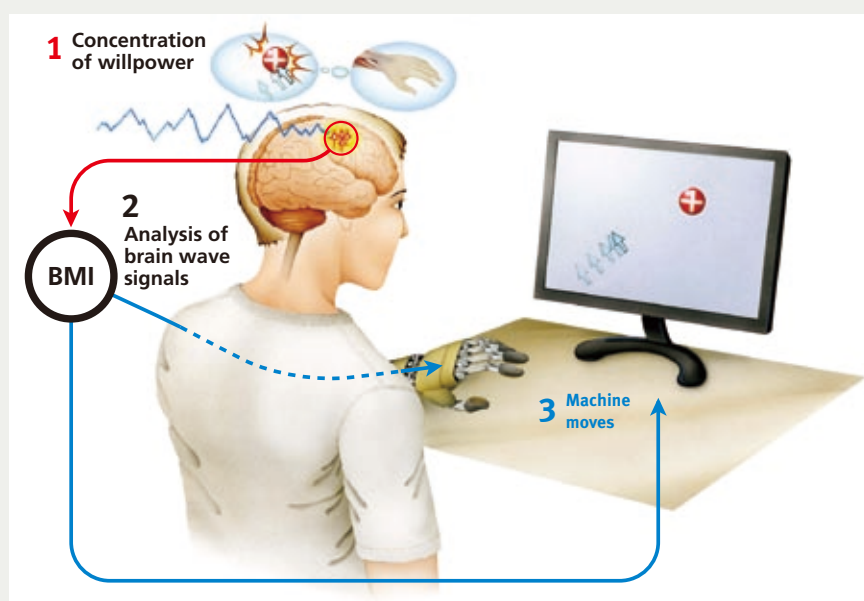 1 Concentration
of willpower
2
Analysis of
brain wave
signals
BMI
3 Machine
moves